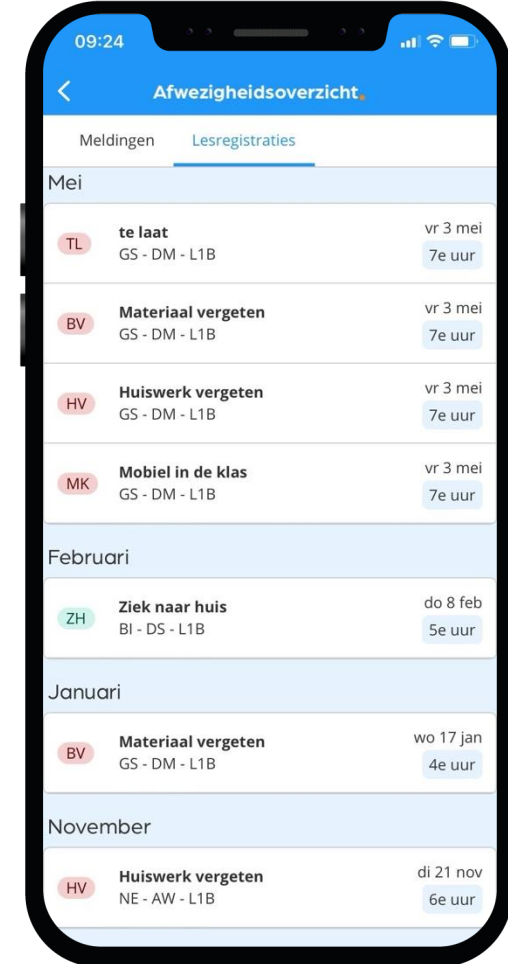 09:24
Afwezigheidsoverzicht.
Meldingen Lesregistraties
Mei
TL te laat vr 3 mei
GS - DM - L1B 7e uur
BV Materiaal vergeten vr 3 mei
GS - DM - L1B 7e uur
HV Huiswerk vergeten vr 3 mei
GS - DM - L1B 7e uur
MK Mobiel in de klas vr 3 mei
GS - DM - L1B 7e uur
Februari
ZH Ziek naar huis do 8 feb
BI - DS - L1B 5e uur
Januari
BV Materiaal vergeten wo 17 jan
GS - DM - L1B 4e uur
November
HV Huiswerk vergeten di 21 nov
NE - AW - L1B 6e uur